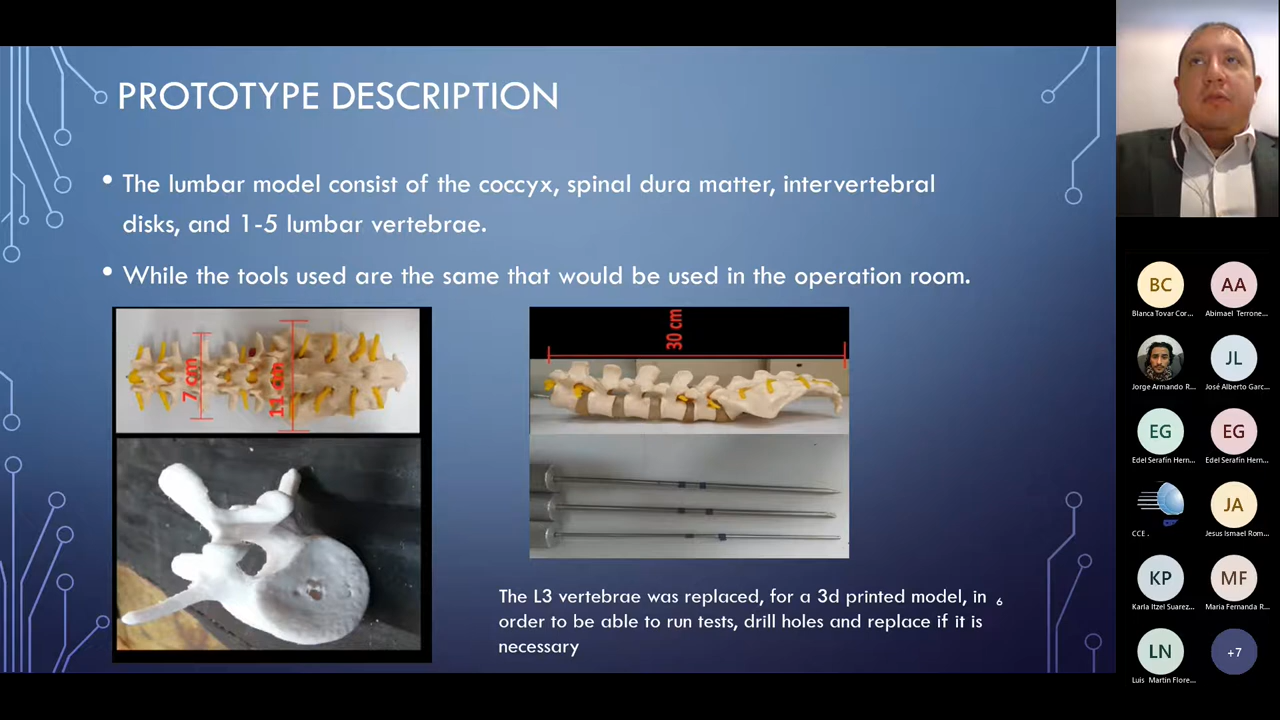 PROTOTYPE DESCRIPTION
• The lumbar model consist of the coccyx, spinal dura matter, intervertebral
disks, and 1-5 lumbar vertebrae.
• While the tools used are the same that would be used in the operation room.
7 cm
11 cm
30 cm
The L3 vertebrae was replaced, for a 3d printed model, in
order to be able to run tests, drill holes and replace if it is
necessary
6
BC
AA
Blanca Tovar Cor...
Abimael Terrone...
JL
Jorge Armando R...
José Alberto Garc...
EG
EG
Edel Serafín Hern...
Edel Serafín Hern...
JA
CCE .
Jesus Ismael Rom...
KP
MF
Karla Itzel Suarez...
Maria Fernanda R...
LN
+7
Luis Martin Flore...